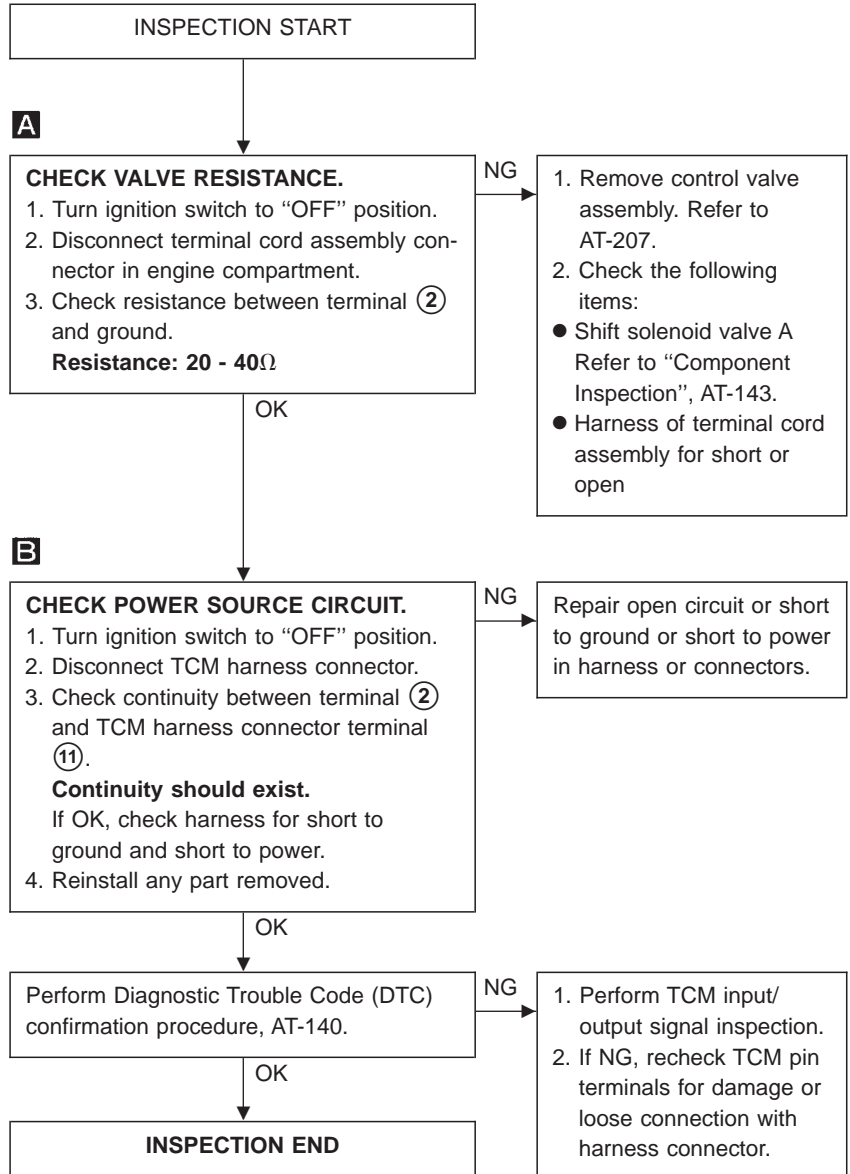 INSPECTION START
A
CHECK VALVE RESISTANCE.
1. Turn ignition switch to “OFF” position.
2. Disconnect terminal cord assembly con-
nector in engine compartment.
3. Check resistance between terminal ②
and ground.
Resistance: 20 - 40Ω
NG
1. Remove control valve
assembly. Refer to
AT-207.
2. Check the following
items:
● Shift solenoid valve A
Refer to “Component
Inspection”, AT-143.
● Harness of terminal cord
assembly for short or
open
OK
B
CHECK POWER SOURCE CIRCUIT.
1. Turn ignition switch to “OFF” position.
2. Disconnect TCM harness connector.
3. Check continuity between terminal ②
and TCM harness connector terminal
⑪.
Continuity should exist.
If OK, check harness for short to
ground and short to power.
4. Reinstall any part removed.
NG
Repair open circuit or short
to ground or short to power
in harness or connectors.
OK
Perform Diagnostic Trouble Code (DTC)
confirmation procedure, AT-140.
NG
1. Perform TCM input/
output signal inspection.
2. If NG, recheck TCM pin
terminals for damage or
loose connection with
harness connector.
OK
INSPECTION END